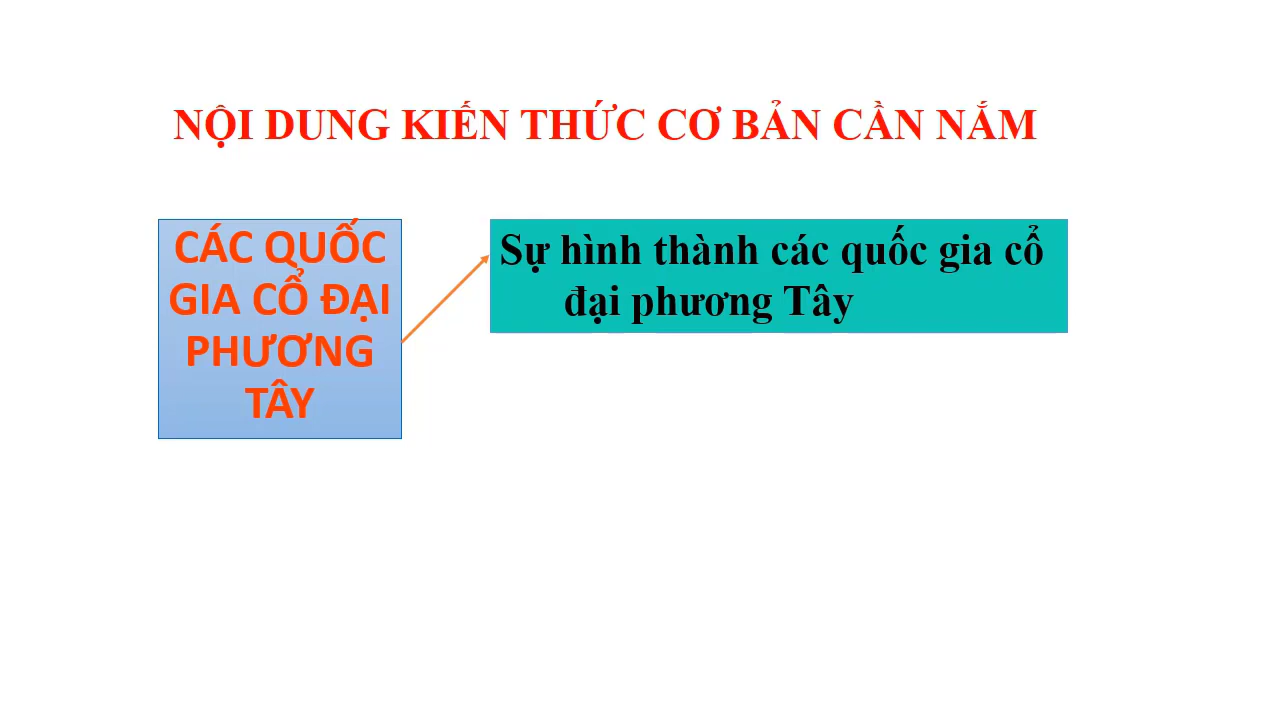 NỘI DUNG KIẾN THỨC CƠ BẢN CẦN NẮM
CÁC QUỐC
GIA CỔ ĐẠI
PHƯƠNG
TÂY
Sự hình thành các quốc gia cổ
đại phương Tây